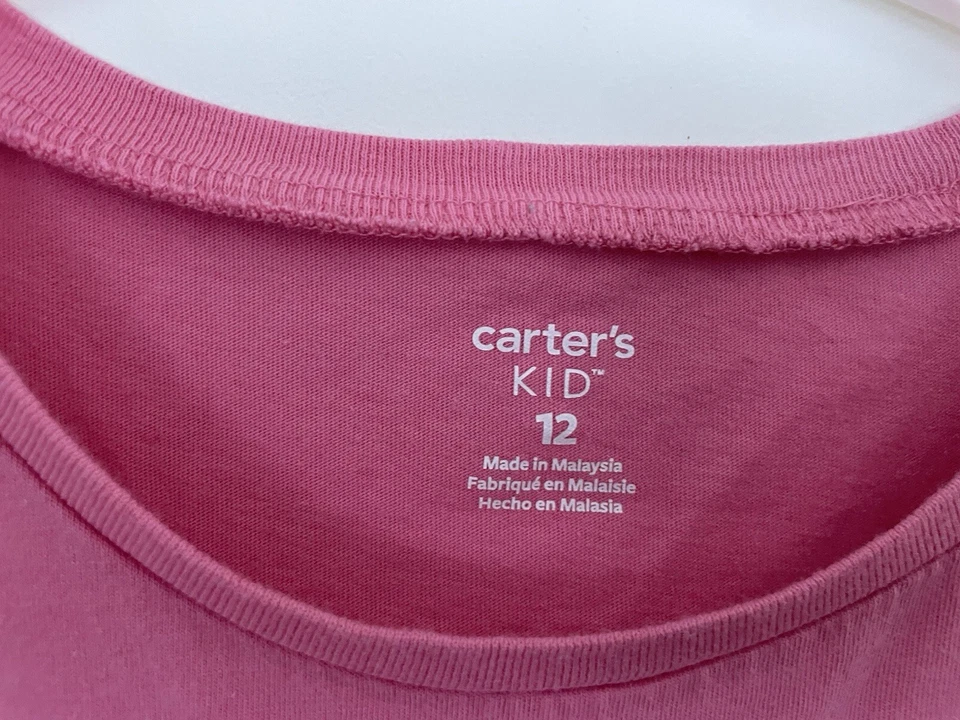 carter's
KID™
12
Made in Malaysia
Fabriqué en Malaisie
Hecho en Malasia